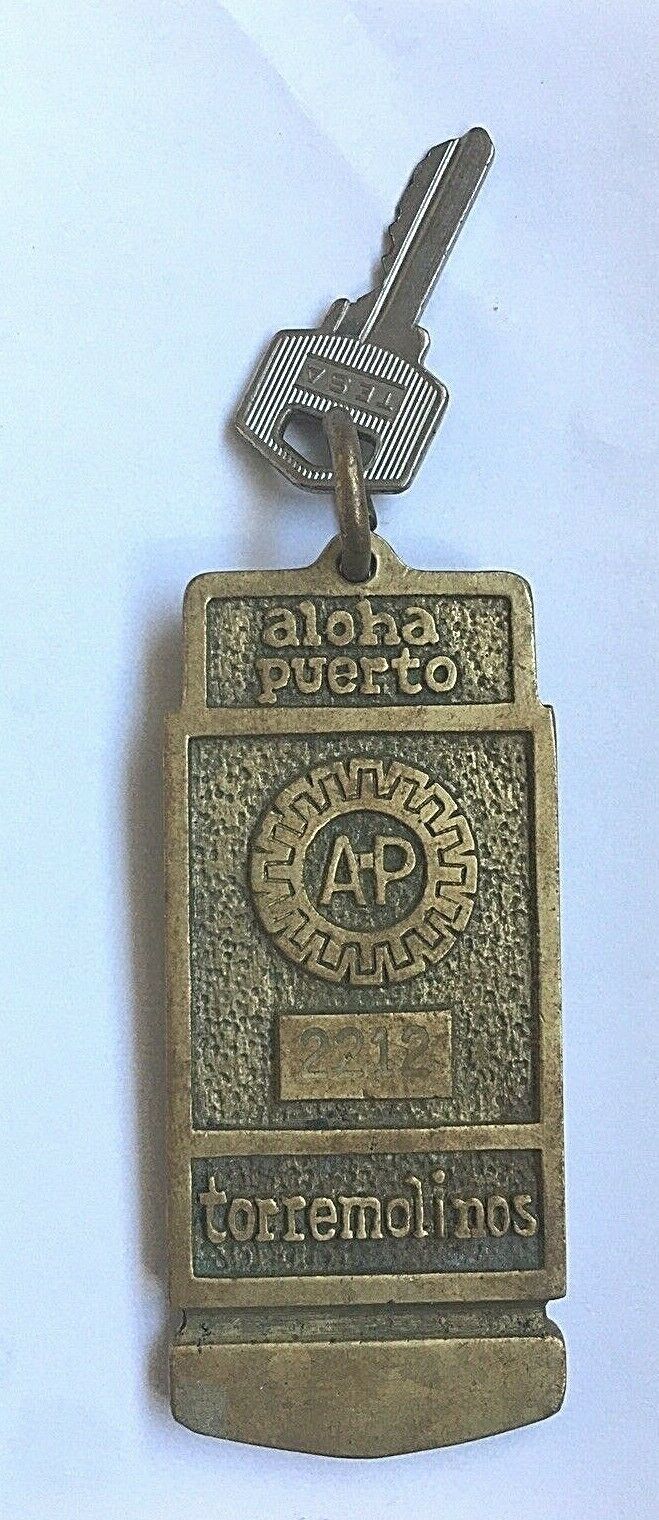 TESA
aloha
puerto
A-P
2212
torremolinos